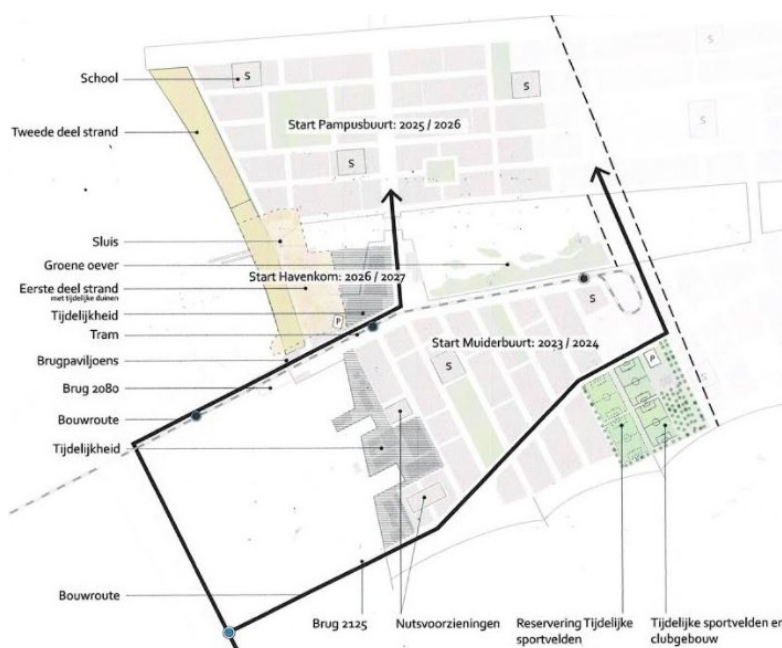 School
S
S
Tweede deel strand
Start Pampusbuurt: 2025 / 2026
S
S
S
Sluis
Groene oever
Start Havenkom: 2026 / 2027
Eerste deel strand
met tijdelijke duinen
S
Tijdelijkheid
P
Tram
Start Muiderbuurt: 2023 / 2024
Brugpaviljoens
P
S
S
Brug 2080
Bouwroute
Tijdelijkheid
Bouwroute
Brug 2125
Nutsvoorzieningen
Reservering Tijdelijke
sportvelden
Tijdelijke sportvelden en
clubgebouw